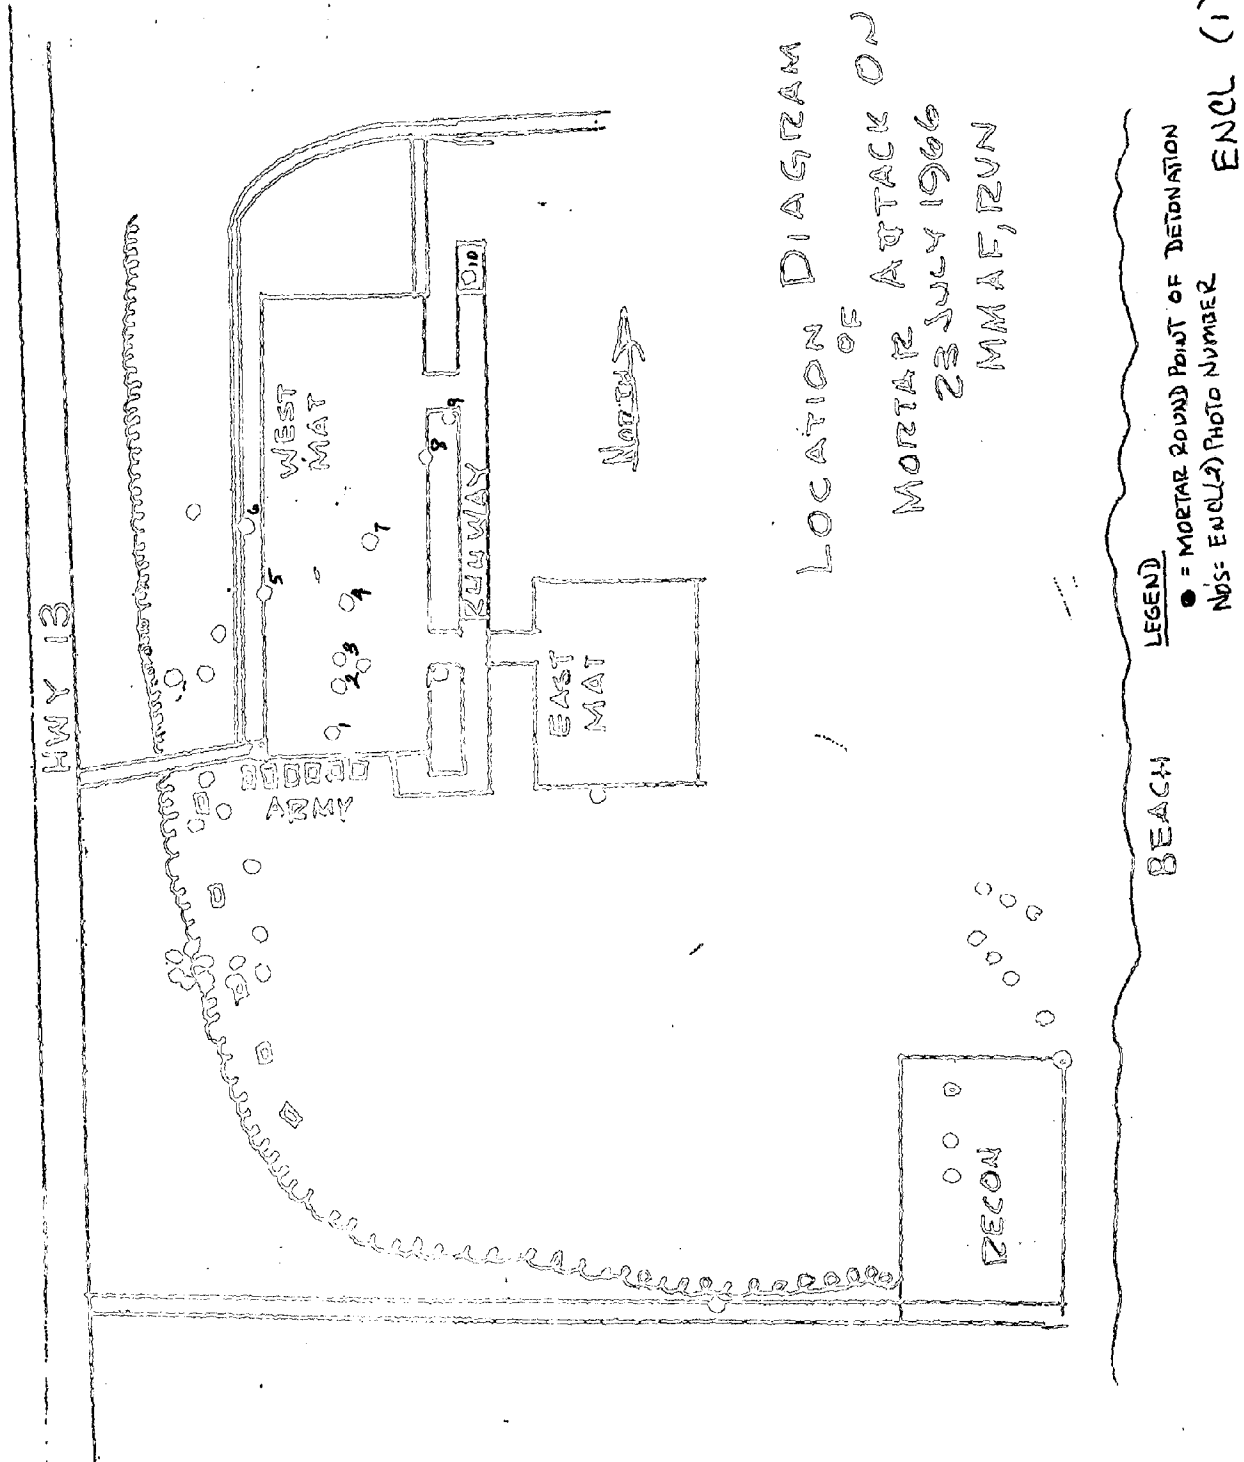 HWY 13
WEST
MAT
1
2
3
4
5
6
7
8
9
10
RUNWAY
ARMY
EAST
MAT
NORTH
LOCATION DIAGRAM
OF
MORTAR ATTACK ON
23 JULY 1966
MMAF, RVN
RECON
BEACH
LEGEND
● = MORTAR ROUND POINT OF DETONATION
NO'S= ENCL(2) PHOTO NUMBER
ENCL (1)